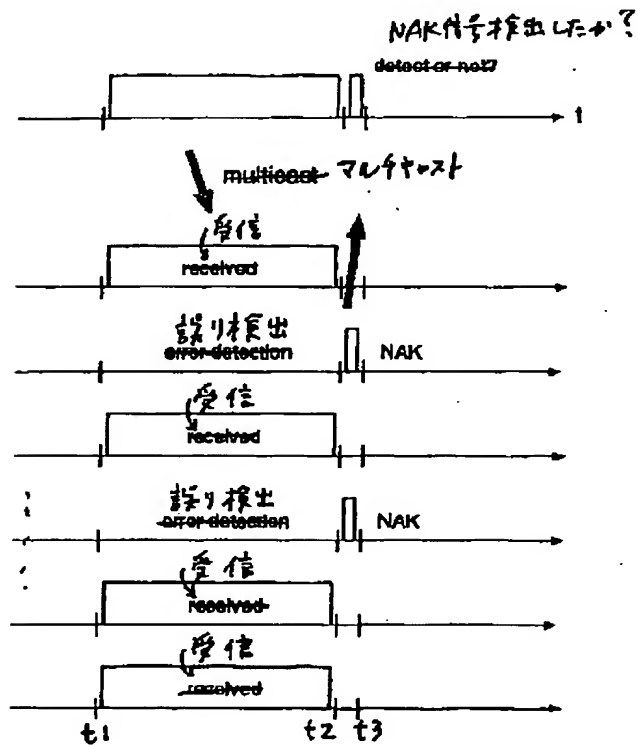 NAK信号検出したか?
detect or not?
t
multicast マルチキャスト
受信
received
誤り検出
error detection NAK
受信
received
誤り検出
error detection NAK
受信
received
受信
received
t1 t2 t3